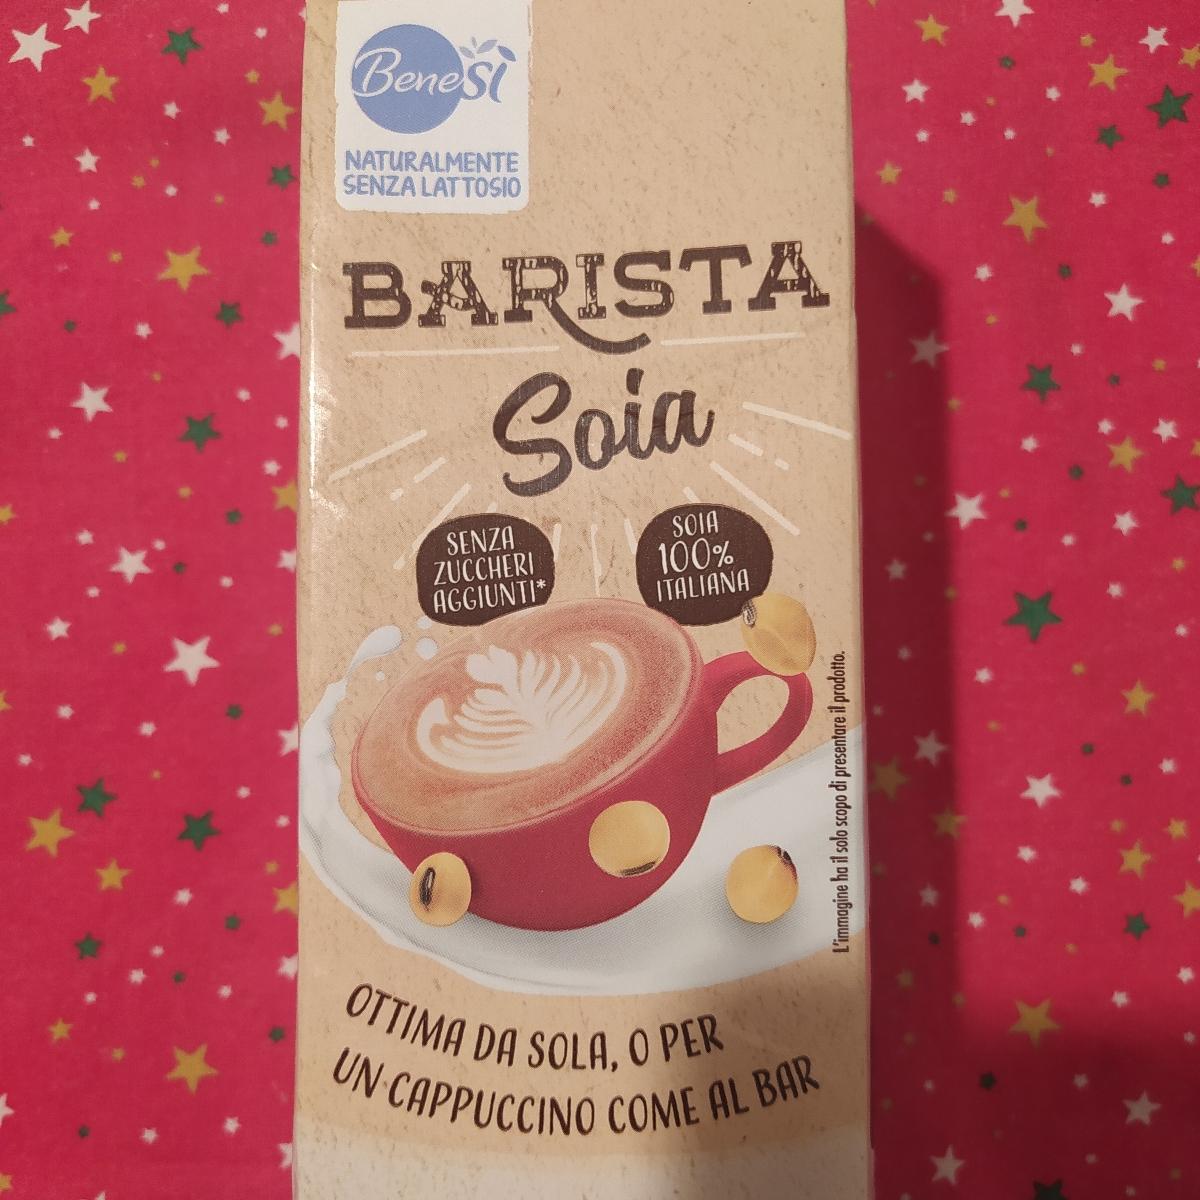 BeneSì
NATURALMENTE
SENZA LATTOSIO
BARISTA
Soia
SENZA
ZUCCHERI
AGGIUNTI*
SOIA
100%
ITALIANA
L'immagine ha il solo scopo di presentare il prodotto.
OTTIMA DA SOLA, O PER
UN CAPPUCCINO COME AL BAR